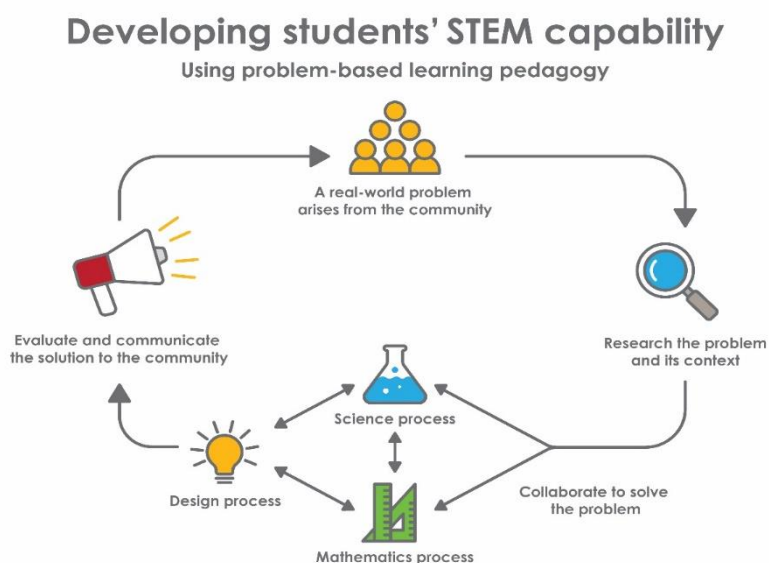 Developing students' STEM capability
Using problem-based learning pedagogy
A real-world problem
arises from the community
Evaluate and communicate
the solution to the community
Research the problem
and its context
Science process
Design process
Collaborate to solve
the problem
Mathematics process